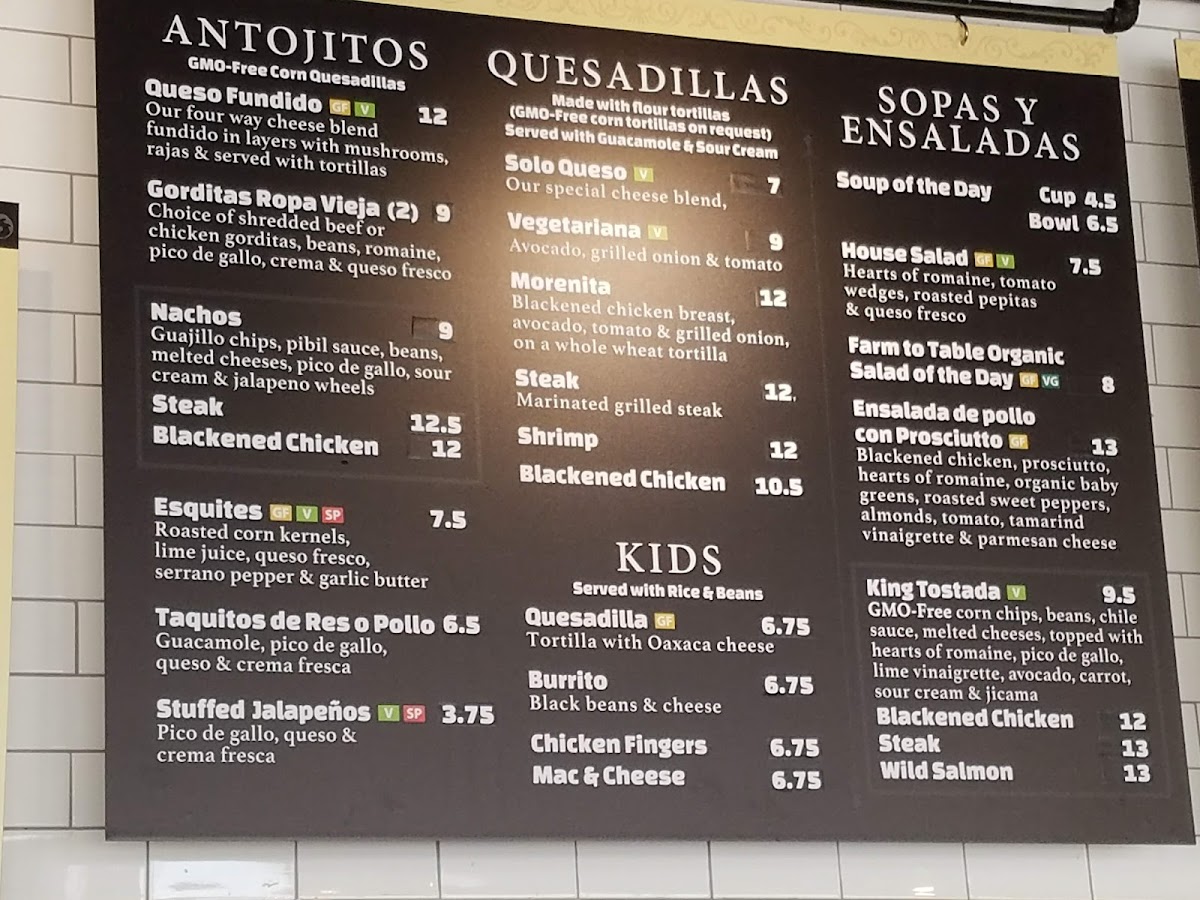 ANTOJITOS
GMO-Free Corn Quesadillas
Queso Fundido GF V 12
Our four way cheese blend
fundido in layers with mushrooms,
rajas & served with tortillas
Gorditas Ropa Vieja (2) 9
Choice of shredded beef or
chicken gorditas, beans, romaine,
pico de gallo, crema & queso fresco
Nachos 9
Guajillo chips, pibil sauce, beans,
melted cheeses, pico de gallo, sour
cream & jalapeno wheels
Steak 12.5
Blackened Chicken 12
Esquites GF V SP 7.5
Roasted corn kernels,
lime juice, queso fresco,
serrano pepper & garlic butter
Taquitos de Res o Pollo 6.5
Guacamole, pico de gallo,
queso & crema fresca
Stuffed Jalapeños V SP 3.75
Pico de gallo, queso &
crema fresca
QUESADILLAS
Made with flour tortillas
(GMO-Free corn tortillas on request)
Served with Guacamole & Sour Cream
Solo Queso V 7
Our special cheese blend,
Vegetariana V 9
Avocado, grilled onion & tomato
Morenita 12
Blackened chicken breast,
avocado, tomato & grilled onion,
on a whole wheat tortilla
Steak 12
Marinated grilled steak
Shrimp 12
Blackened Chicken 10.5
KIDS
Served with Rice & Beans
Quesadilla GF 6.75
Tortilla with Oaxaca cheese
Burrito 6.75
Black beans & cheese
Chicken Fingers 6.75
Mac & Cheese 6.75
SOPAS Y
ENSALADAS
Soup of the Day Cup 4.5
Bowl 6.5
House Salad GF V 7.5
Hearts of romaine, tomato
wedges, roasted pepitas
& queso fresco
Farm to Table Organic
Salad of the Day GF VG 8
Ensalada de pollo
con Prosciutto GF 13
Blackened chicken, prosciutto,
hearts of romaine, organic baby
greens, roasted sweet peppers,
almonds, tomato, tamarind
vinaigrette & parmesan cheese
King Tostada V 9.5
GMO-Free corn chips, beans, chile
sauce, melted cheeses, topped with
hearts of romaine, pico de gallo,
lime vinaigrette, avocado, carrot,
sour cream & jicama
Blackened Chicken 12
Steak 13
Wild Salmon 13